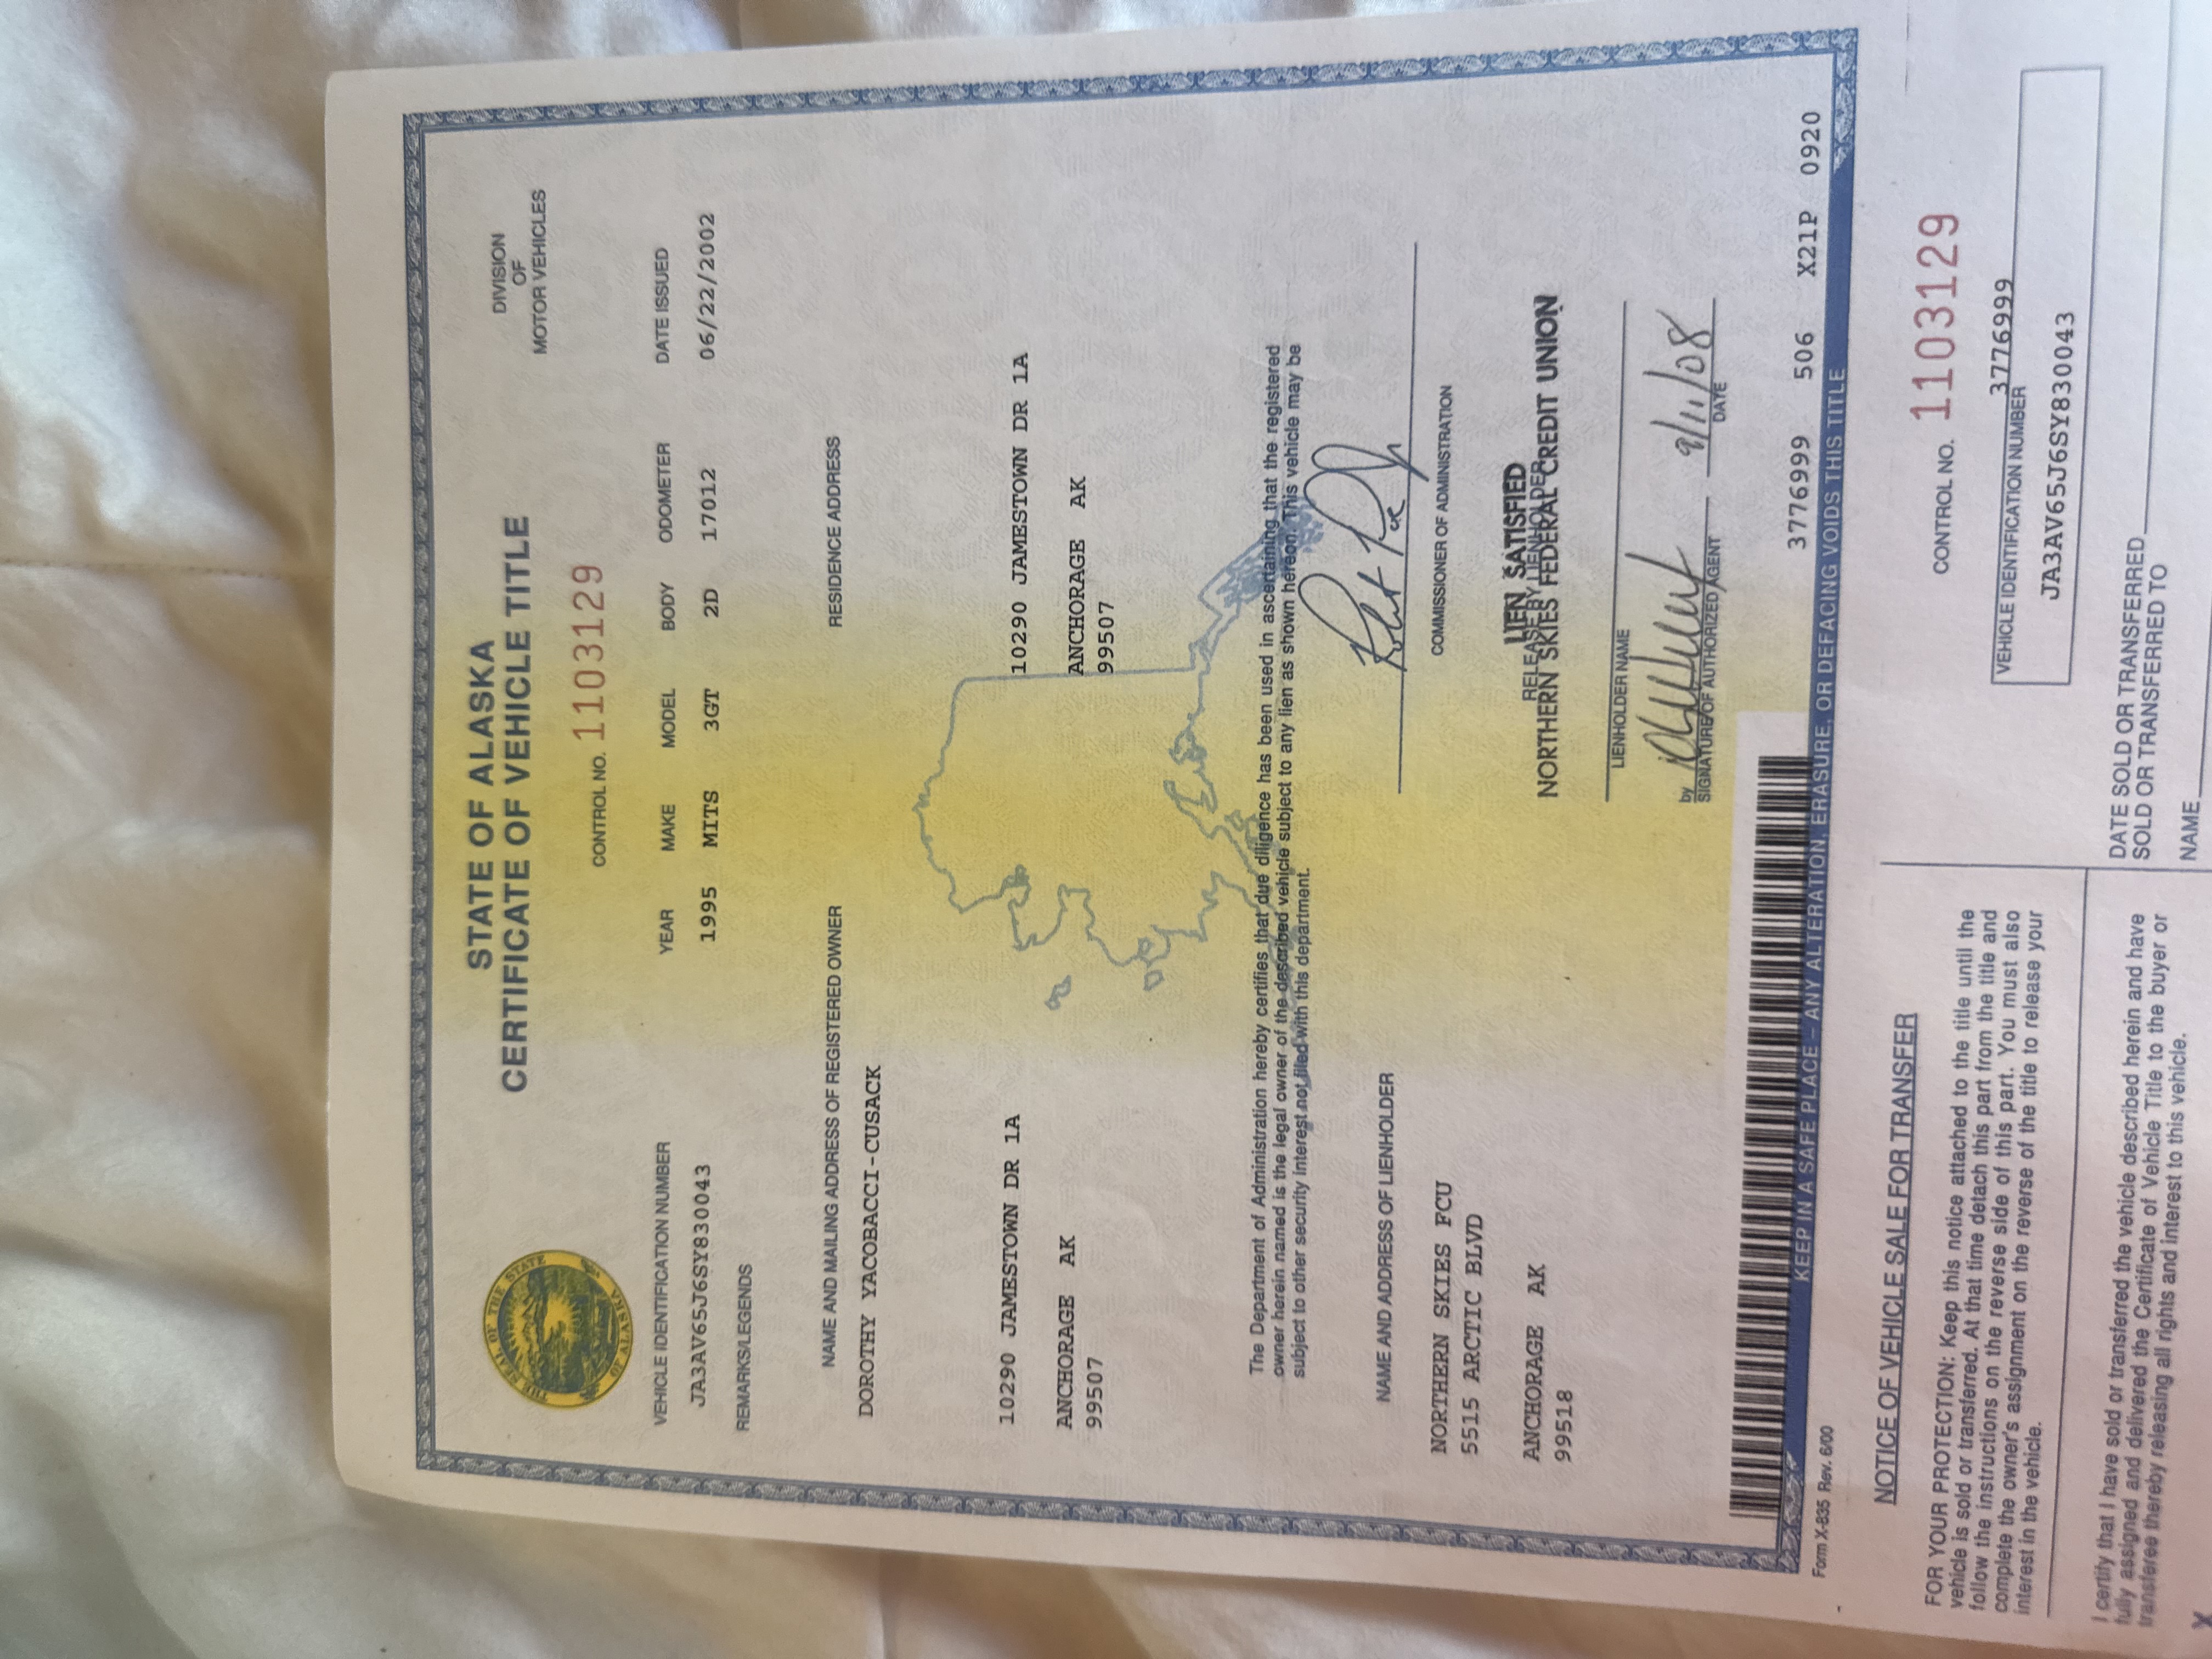 STATE OF ALASKA
CERTIFICATE OF VEHICLE TITLE
DIVISION
OF
MOTOR VEHICLES
THE SEAL OF THE STATE OF ALASKA
CONTROL NO. 1103129
VEHICLE IDENTIFICATION NUMBER YEAR MAKE MODEL BODY ODOMETER DATE ISSUED
JA3AV65J6SY830043 1995 MITS 3GT 2D 17012 06/22/2002
REMARKS/LEGENDS
NAME AND MAILING ADDRESS OF REGISTERED OWNER RESIDENCE ADDRESS
DOROTHY YACOBACCI-CUSACK
10290 JAMESTOWN DR 1A 10290 JAMESTOWN DR 1A
ANCHORAGE AK ANCHORAGE AK
99507 99507
The Department of Administration hereby certifies that due diligence has been used in ascertaining that the registered
owner herein named is the legal owner of the described vehicle subject to any lien as shown hereon. This vehicle may be
subject to other security interest not filed with this department.
NAME AND ADDRESS OF LIENHOLDER
COMMISSIONER OF ADMINISTRATION
NORTHERN SKIES FCU
5515 ARCTIC BLVD
ANCHORAGE AK
99518
LIEN SATISFIED
RELEASE BY LIENHOLDER
NORTHERN SKIES FEDERAL CREDIT UNION
LIENHOLDER NAME
by
9/11/08
SIGNATURE OF AUTHORIZED AGENT DATE
3776999 506 X21P 0920
KEEP IN A SAFE PLACE – ANY ALTERATION, ERASURE, OR DEFACING VOIDS THIS TITLE
Form X-835 Rev. 6/00
NOTICE OF VEHICLE SALE FOR TRANSFER
CONTROL NO. 1103129
FOR YOUR PROTECTION: Keep this notice attached to the title until the
vehicle is sold or transferred. At that time detach this part from the title and
follow the instructions on the reverse side of this part. You must also
complete the owner's assignment on the reverse of the title to release your
interest in the vehicle.
3776999
VEHICLE IDENTIFICATION NUMBER
JA3AV65J6SY830043
I certify that I have sold or transferred the vehicle described herein and have
fully assigned and delivered the Certificate of Vehicle Title to the buyer or
transferee thereby releasing all rights and interest to this vehicle.
X
DATE SOLD OR TRANSFERRED
SOLD OR TRANSFERRED TO
NAME